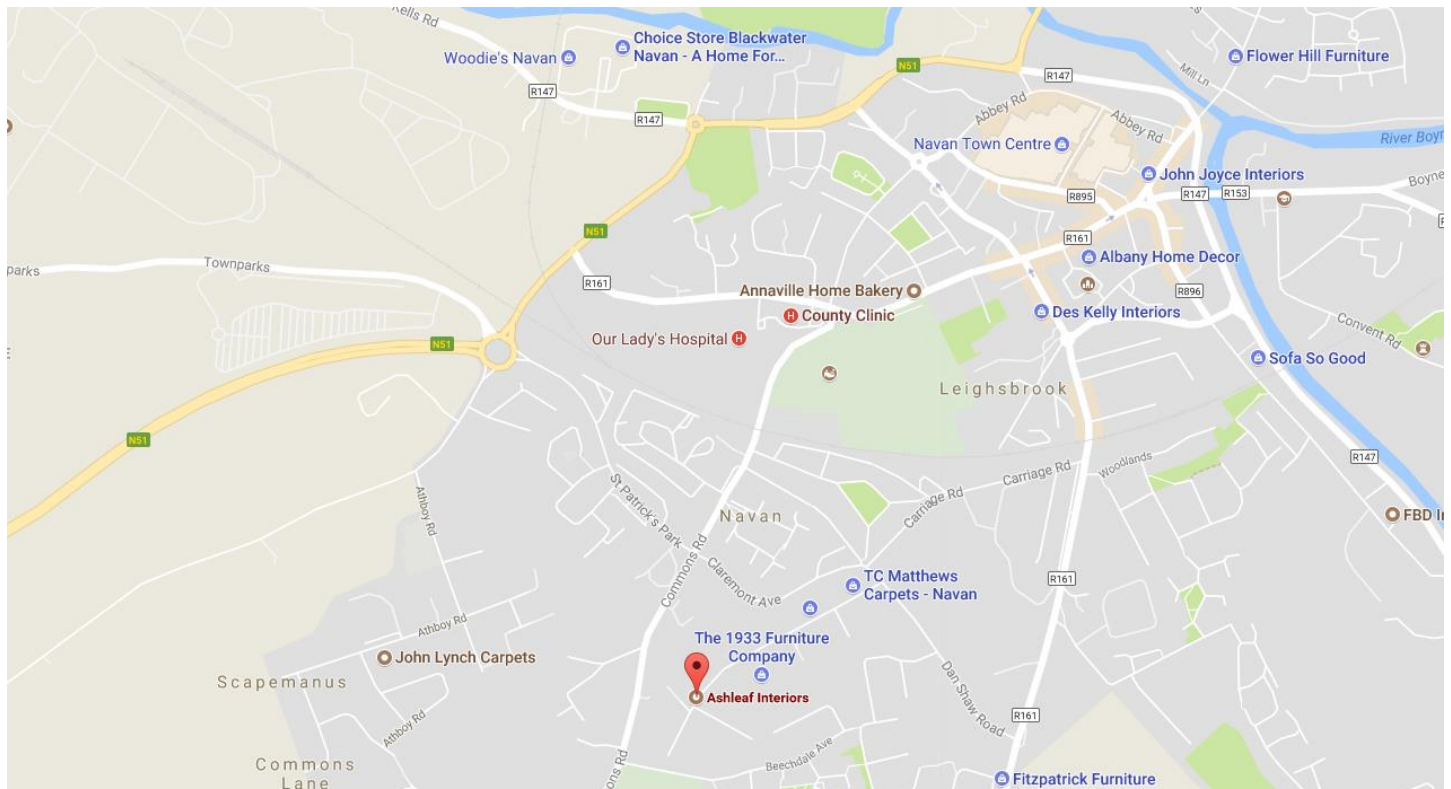 Kells Rd
Choice Store Blackwater
Navan - A Home For...
Woodie's Navan
Flower Hill Furniture
N51
R147
R147
Mill Ln
R147
Abbey Rd
R147
Abbey Rd
Navan Town Centre
River Boyn
John Joyce Interiors
Boyne
R895
R147
R153
N51
R161
Townparks
parks
Albany Home Decor
R161
Annaville Home Bakery
R896
County Clinic
Des Kelly Interiors
Convent Rd
Our Lady's Hospital
N51
Sofa So Good
Leighsbrook
N51
Woodlands
R147
Carriage Rd
Athboy Rd
St Patrick's Park
Carriage Rd
Navan
FBD In
Commons Rd
Claremont Ave
TC Matthews
Carpets - Navan
R161
Athboy Rd
The 1933 Furniture
Company
John Lynch Carpets
Scapemanus
Ashleaf Interiors
Dan Shaw Road
Athboy Rd
R161
Commons
Lane
ons Rd
Beechdale Ave
Fitzpatrick Furniture